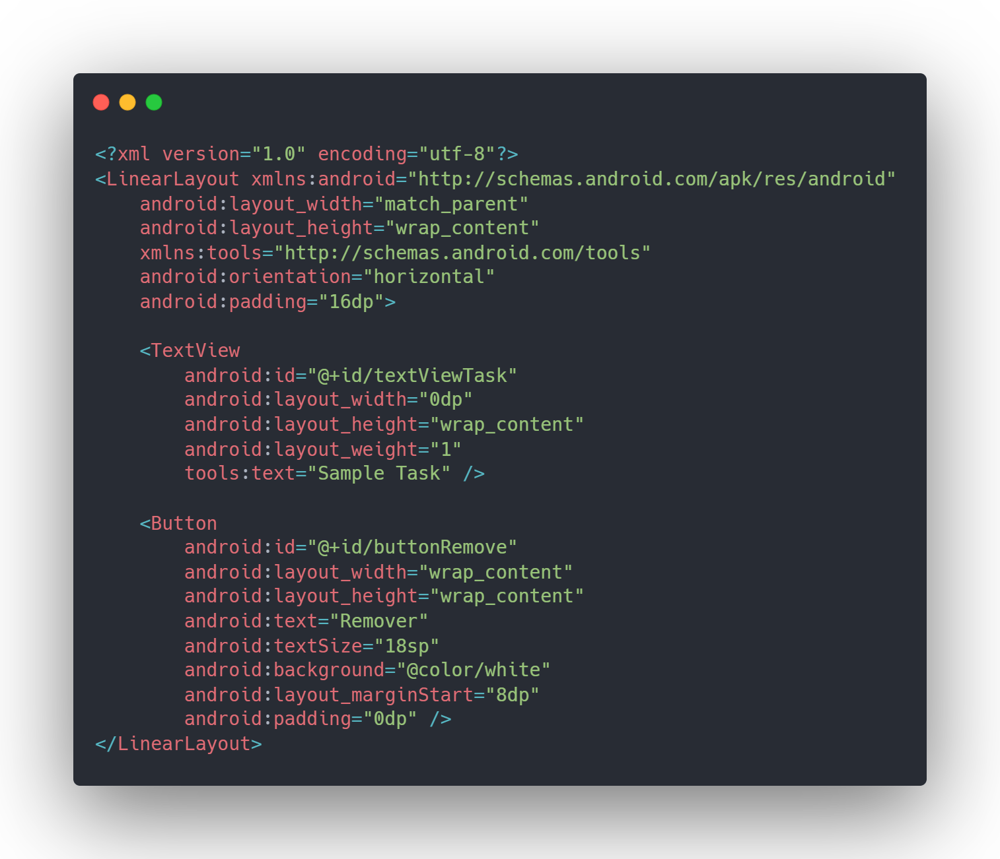 <?xml version="1.0" encoding="utf-8"?>
<LinearLayout xmlns:android="http://schemas.android.com/apk/res/android"
    android:layout_width="match_parent"
    android:layout_height="wrap_content"
    xmlns:tools="http://schemas.android.com/tools"
    android:orientation="horizontal"
    android:padding="16dp">

    <TextView
        android:id="@+id/textViewTask"
        android:layout_width="0dp"
        android:layout_height="wrap_content"
        android:layout_weight="1"
        tools:text="Sample Task" />

    <Button
        android:id="@+id/buttonRemove"
        android:layout_width="wrap_content"
        android:layout_height="wrap_content"
        android:text="Remover"
        android:textSize="18sp"
        android:background="@color/white"
        android:layout_marginStart="8dp"
        android:padding="0dp" />
</LinearLayout>